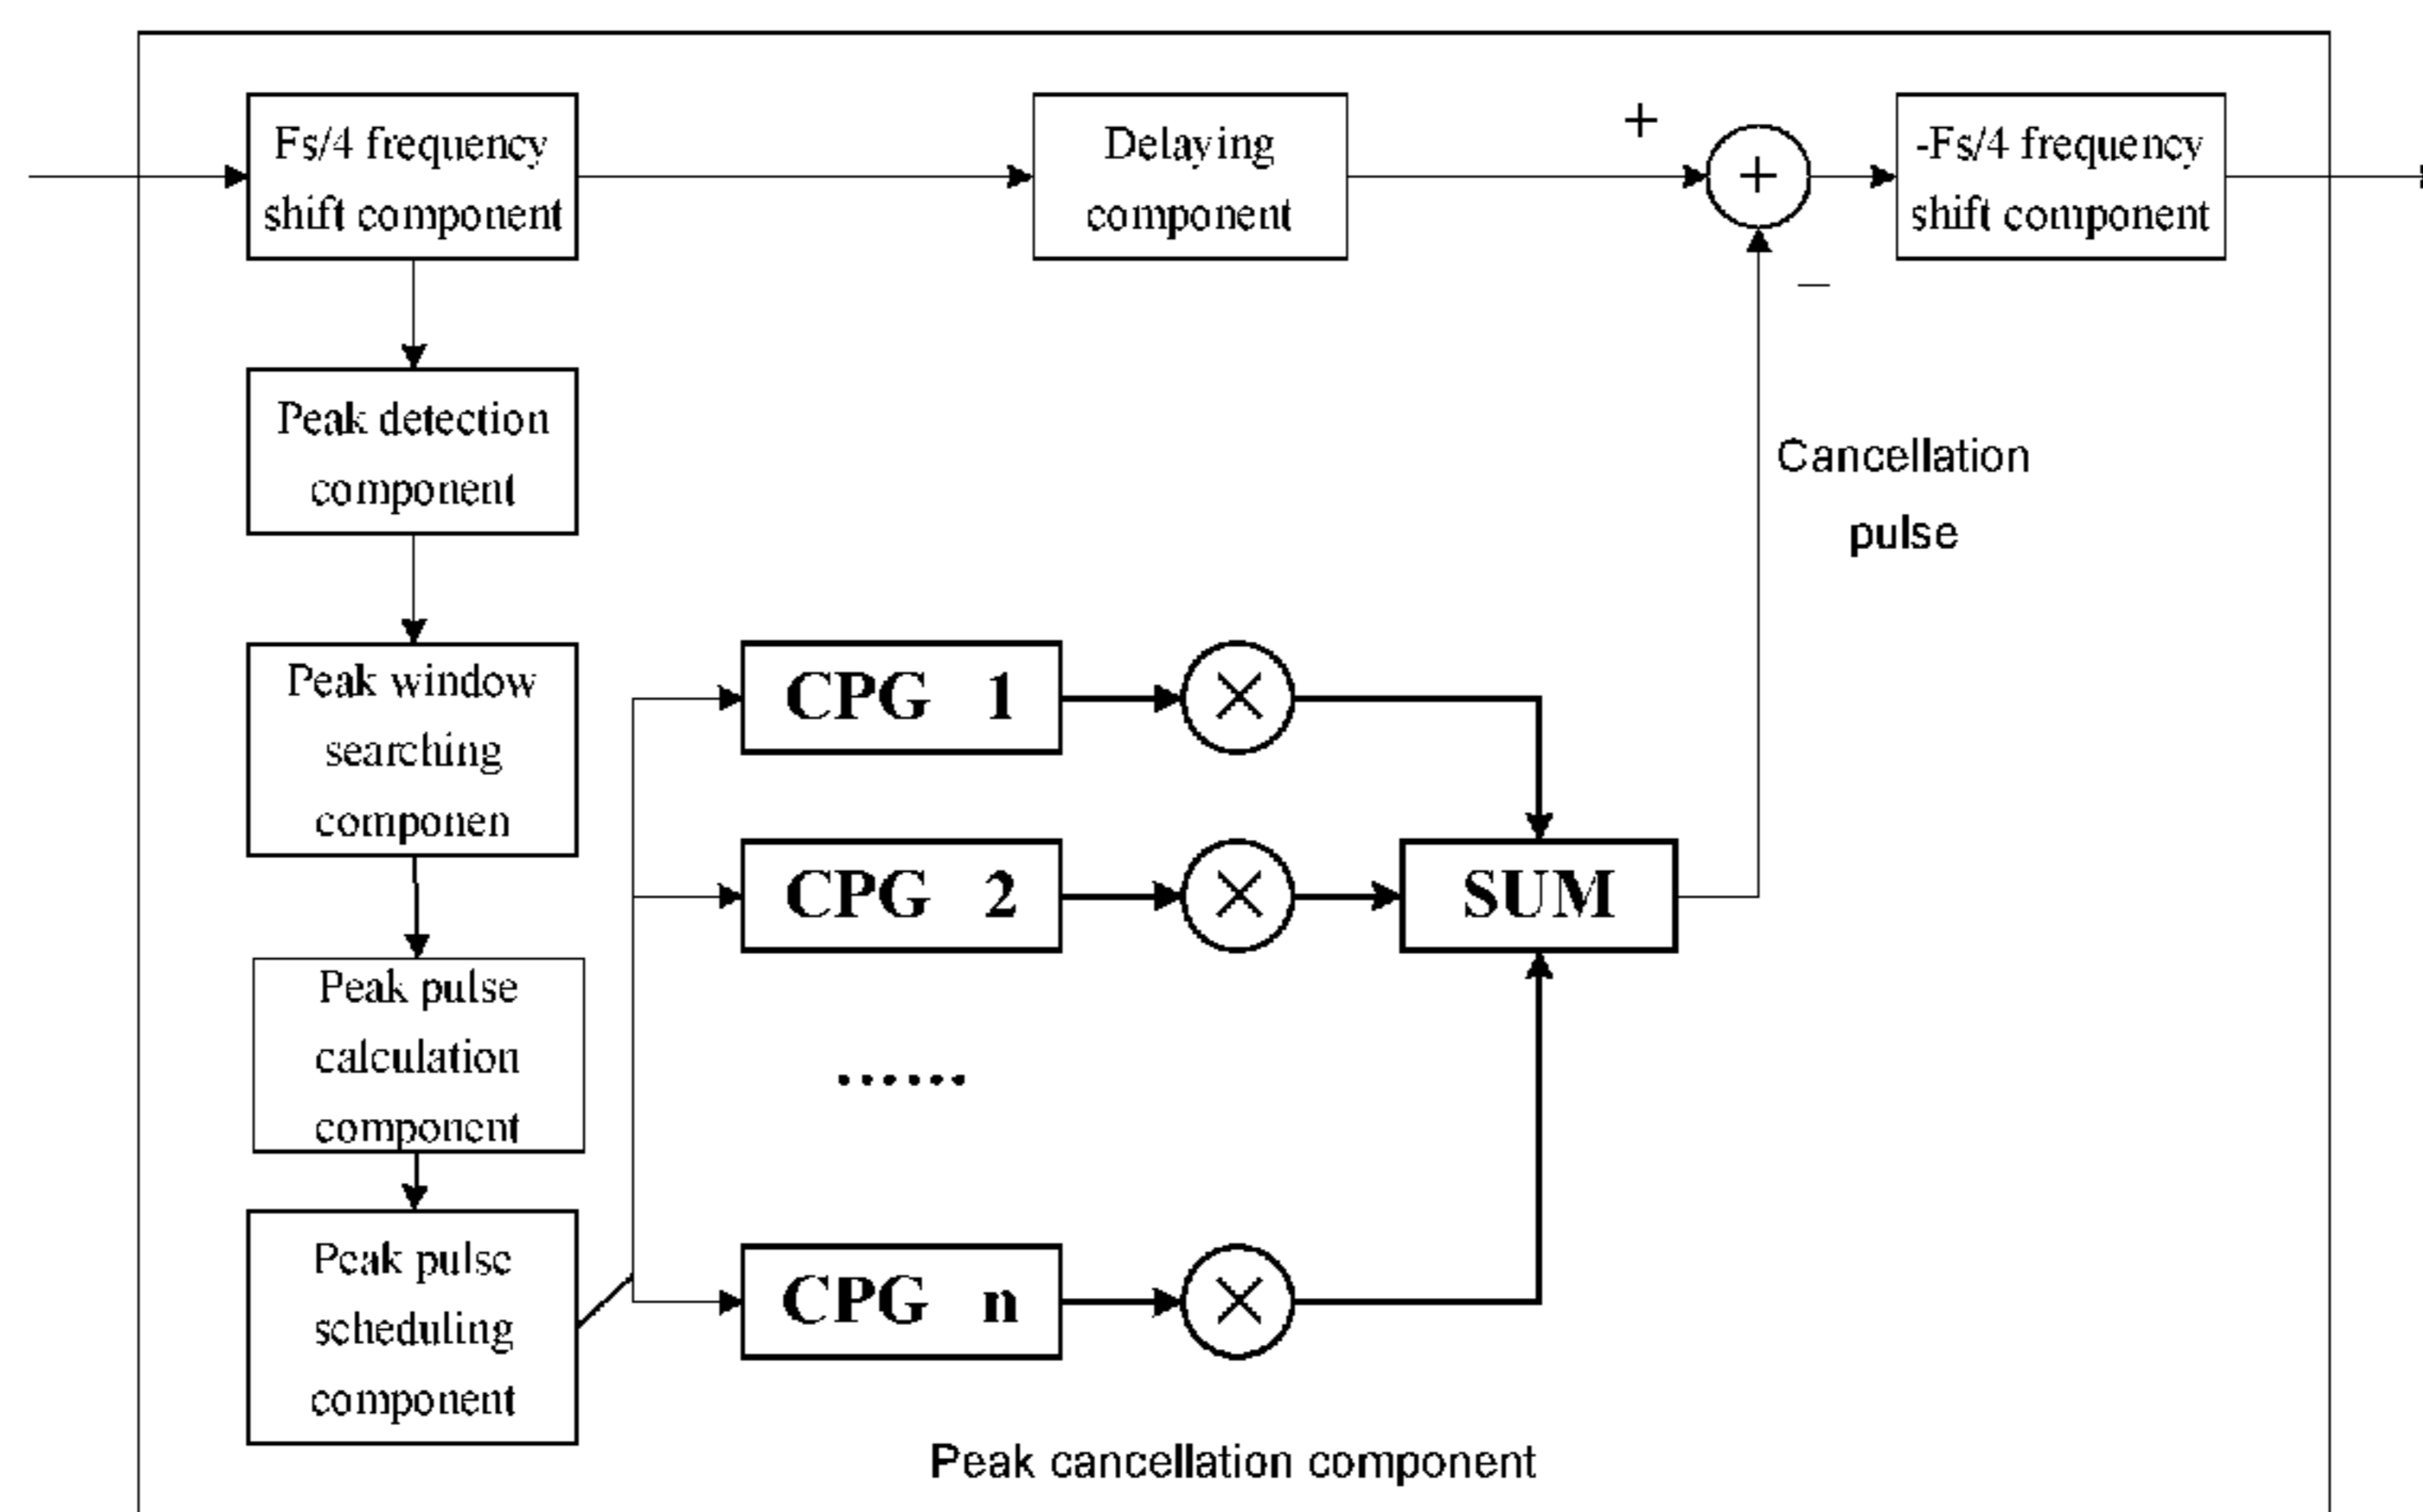 Fs/4 frequency
shift component
Delaying
component
+
+
-Fs/4 frequency
shift component
−
Peak detection
component
Cancellation
pulse
Peak window
searching
componen
CPG 1
×
CPG 2
×
SUM
Peak pulse
calculation
component
......
Peak pulse
scheduling
component
CPG n
×
Peak cancellation component